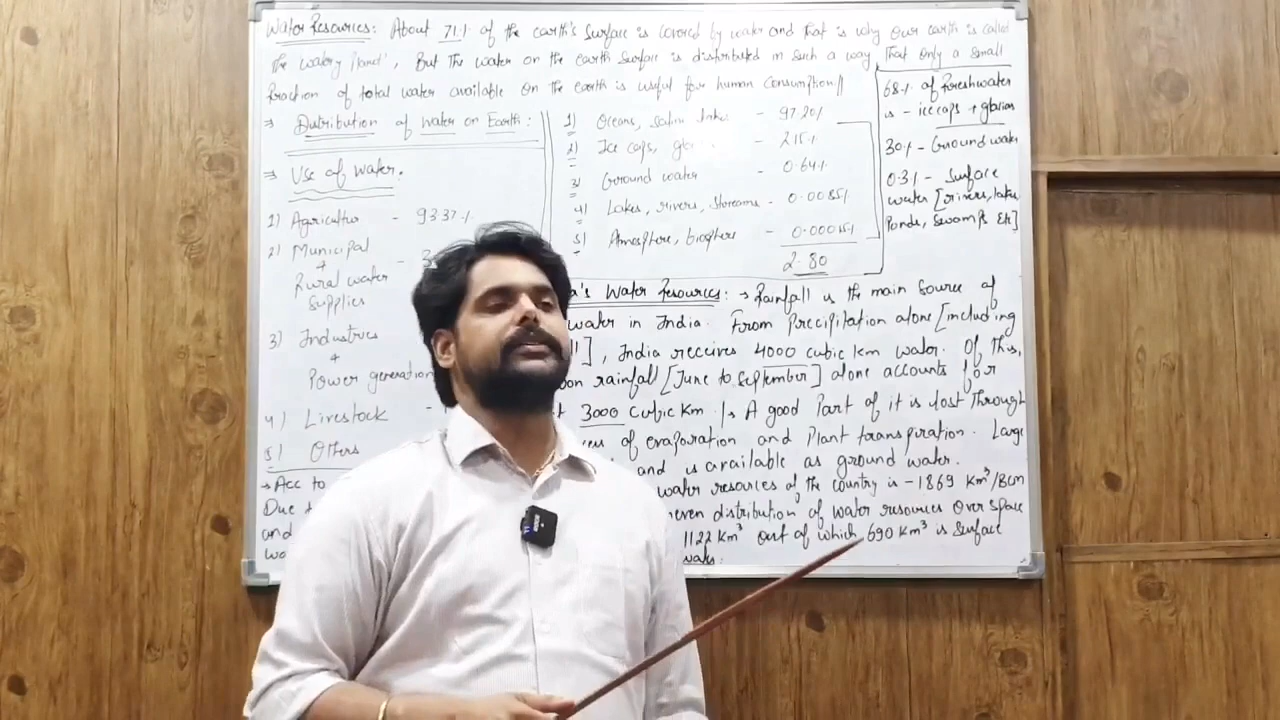 Water Resources: About 71% of the earth's surface is covered by water and that is why our earth is called
the 'watery Planet', But the water on the earth surface is distributed in such a way that only a small
fraction of total water available on the earth is useful for human consumption //
⇒ Distribution of water on Earth:
1) Oceans, saline lakes - 97.20%
2) Ice caps, - 2.15%
3) Ground water - 0.64%
4) Lakes, rivers, streams - 0.0085%
5) Atmosphere, biosphere - 0.0005%
2.80
68% of freshwater
is - ice caps +
30% - Ground water
0.3% - Surface
water [rivers, lakes,
Ponds, Swamps Etc]
⇒ Use of water.
1) - 93.37%
2) Municipal
+
Rural water
supplies
3) Industries
+
Power generation
4) Livestock -
5) Others
→ Acc to
Due
and
Water Resources: → Rainfall is the main source of
water in India. From Precipitation alone [including
], India receives 4000 cubic km water. Of this,
rainfall [June to September] alone accounts for
3000 Cubic Km /. A good Part of it is lost through
of evaporation and Plant transpiration. Large
and is available as ground water.
water resources of the country is - 1869 Km³/BCM
distribution of water resources Over space
1122 Km³ out of which 690 Km³ is surface
water.